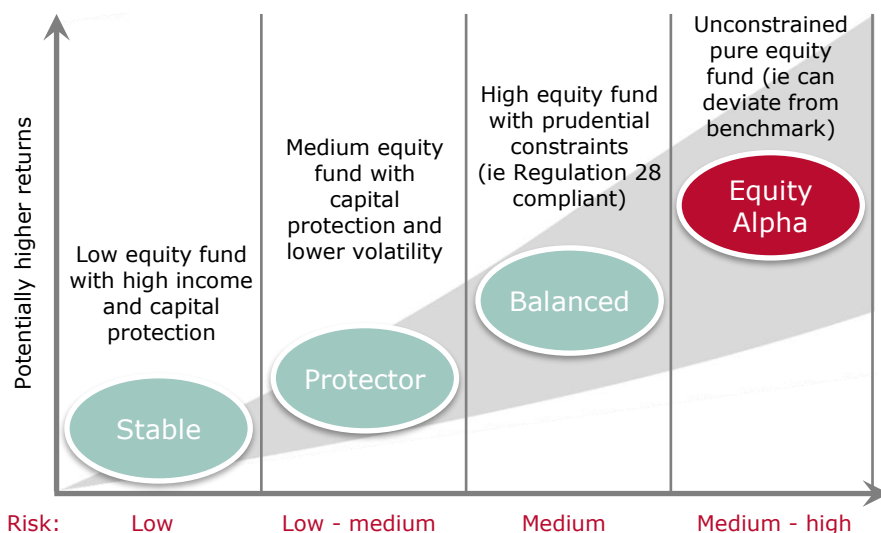 Potentially higher returns
Low equity fund
with high income
and capital
protection
Stable
Medium equity
fund with
capital
protection and
lower volatility
Protector
High equity fund
with prudential
constraints
(ie Regulation 28
compliant)
Balanced
Unconstrained
pure equity
fund (ie can
deviate from
benchmark)
Equity
Alpha
Risk: Low Low - medium Medium Medium - high